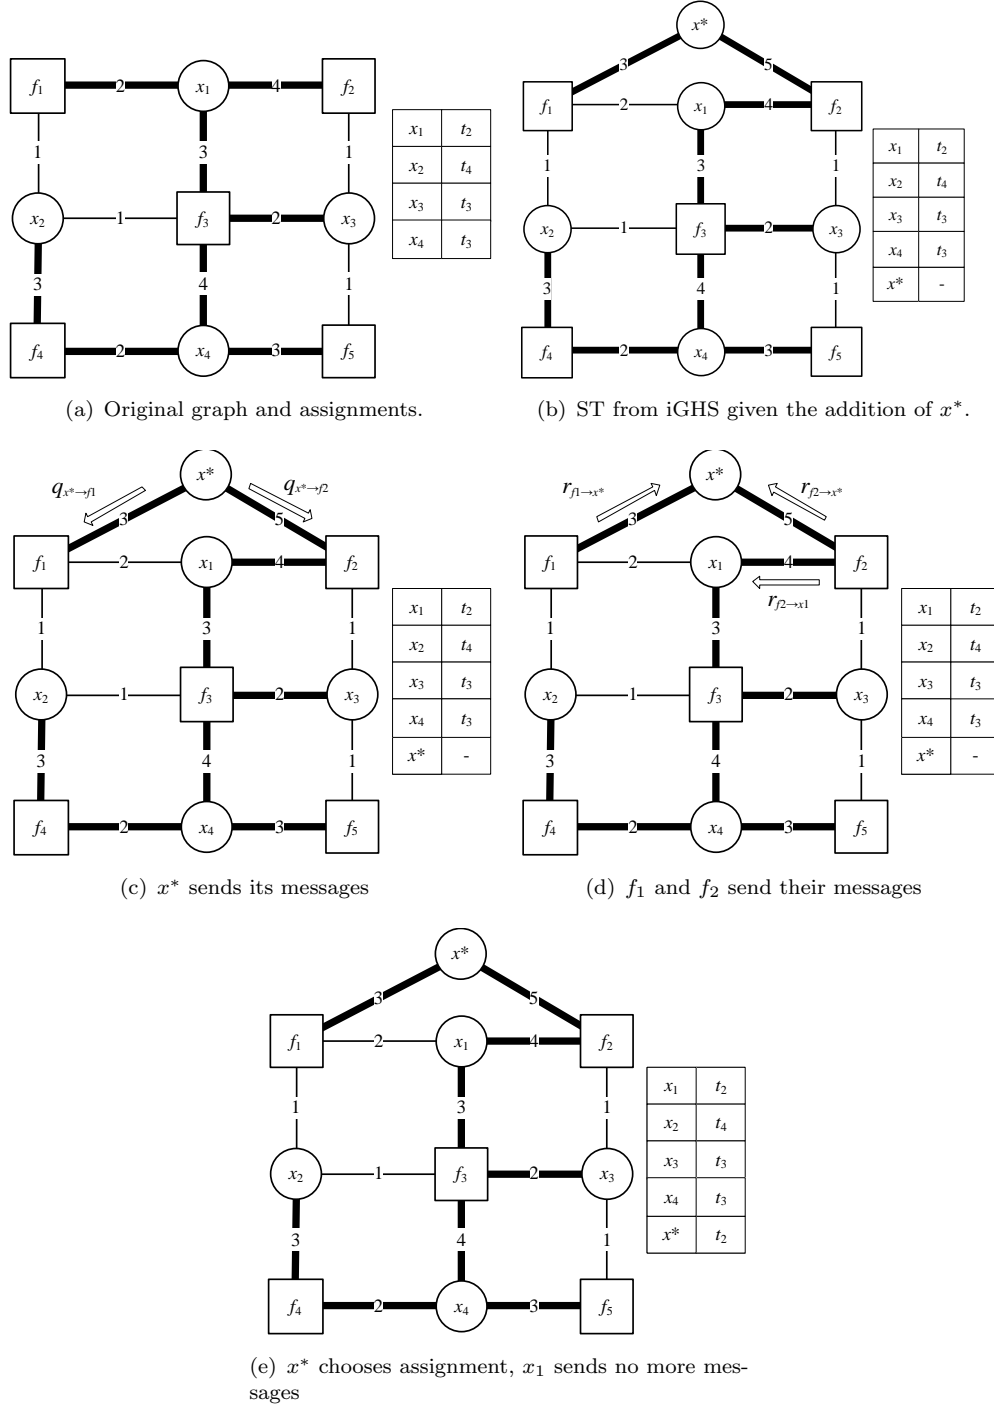 x*
3 5
f1 2 x1 4 f2
f1 2 x1 4 f2
x1 t2
x1 t2
1 3 1
1 3 1
x2 t4
x2 t4
x2 1 f3 2 x3
x2 1 f3 2 x3
x3 t3
x3 t3
x4 t3
x4 t3
3 4 1
3 4 1
x* -
f4 2 x4 3 f5
f4 2 x4 3 f5
(a) Original graph and assignments.
(b) ST from iGHS given the addition of x*.
x*
qx*→f1 qx*→f2
3 5
f1 2 x1 4 f2
x1 t2
1 3 1
x2 t4
x2 1 f3 2 x3
x3 t3
x4 t3
3 4 1
x* -
f4 2 x4 3 f5
(c) x* sends its messages
x*
rf1→x* rf2→x*
3 5
f1 2 x1 4 f2
rf2→x1
x1 t2
1 3 1
x2 t4
x2 1 f3 2 x3
x3 t3
x4 t3
3 4 1
x* -
f4 2 x4 3 f5
(d) f1 and f2 send their messages
x*
3 5
f1 2 x1 4 f2
x1 t2
1 3 1
x2 t4
x2 1 f3 2 x3
x3 t3
x4 t3
3 4 1
x* t2
f4 2 x4 3 f5
(e) x* chooses assignment, x1 sends no more mes-
sages